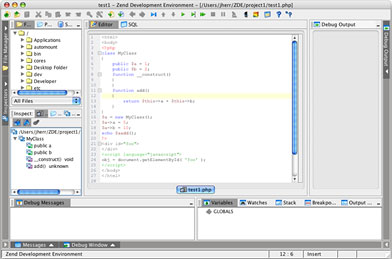 test1.php - Zend Development Environment - [/Users/jherr/ZDE/project1/test1.php]
File Manager
Editor
SQL
Debug Output
Debug Output
/
Applications
automount
bin
cores
Desktop Folder
dev
Developer
etc
All Files
Inspectors
Inspect:
/Users/jherr/ZDE/project1/
MyClass
public a
public b
__construct() void
add() unknown
<html>
<body>
<?php
class MyClass
{
public $a = 1;
public $b = 2;
function __construct()
{
}
function add()
{
return $this->a + $this->b;
}
}
$a = new MyClass();
$a->a = 5;
$a->b = 10;
echo $aadd();
?>
<div id="foo">
</div>
<script language="javascript">
obj = document.getElementById( "foo" );
</script>
</body>
</html>
test1.php
Debug Messages
Variables
Watches
Stack
Breakpo...
Output ...
GLOBALS
Messages
Debug Window
Zend Development Environment
12 : 6
Insert